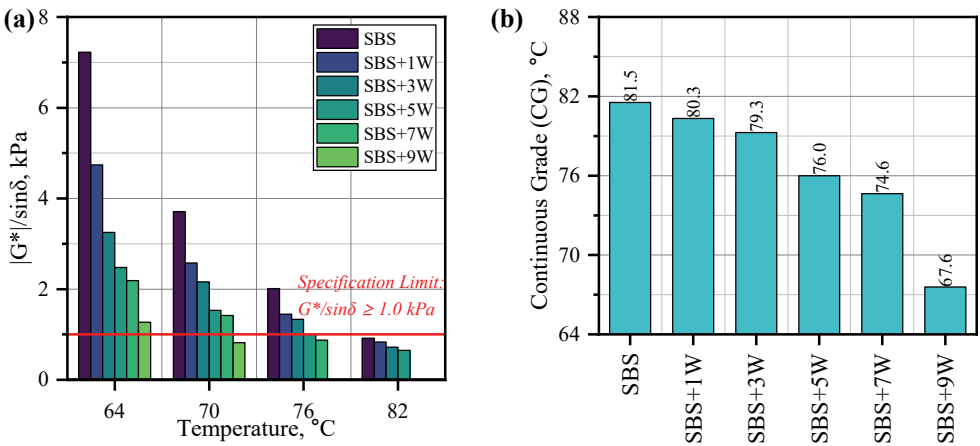 (a)
|G*|/sinδ, kPa
8
6
4
2
0
SBS
SBS+1W
SBS+3W
SBS+5W
SBS+7W
SBS+9W
Specification Limit:
G*/sinδ ≥ 1.0 kPa
64 70 76 82
Temperature, °C
(b)
Continuous Grade (CG), °C
88
82
76
70
64
81.5
80.3
79.3
76.0
74.6
67.6
SBS
SBS+1W
SBS+3W
SBS+5W
SBS+7W
SBS+9W